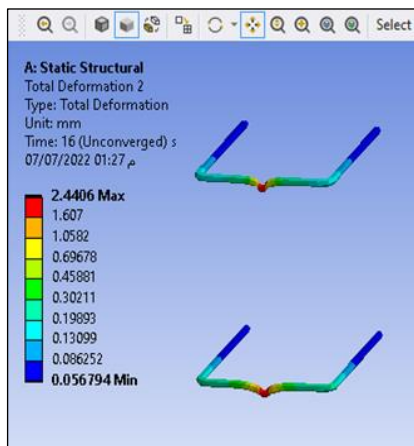 Select
A: Static Structural
Total Deformation 2
Type: Total Deformation
Unit: mm
Time: 16 (Unconverged) s
07/07/2022 01:27 م
2.4406 Max
1.607
1.0582
0.69678
0.45881
0.30211
0.19893
0.13099
0.086252
0.056794 Min